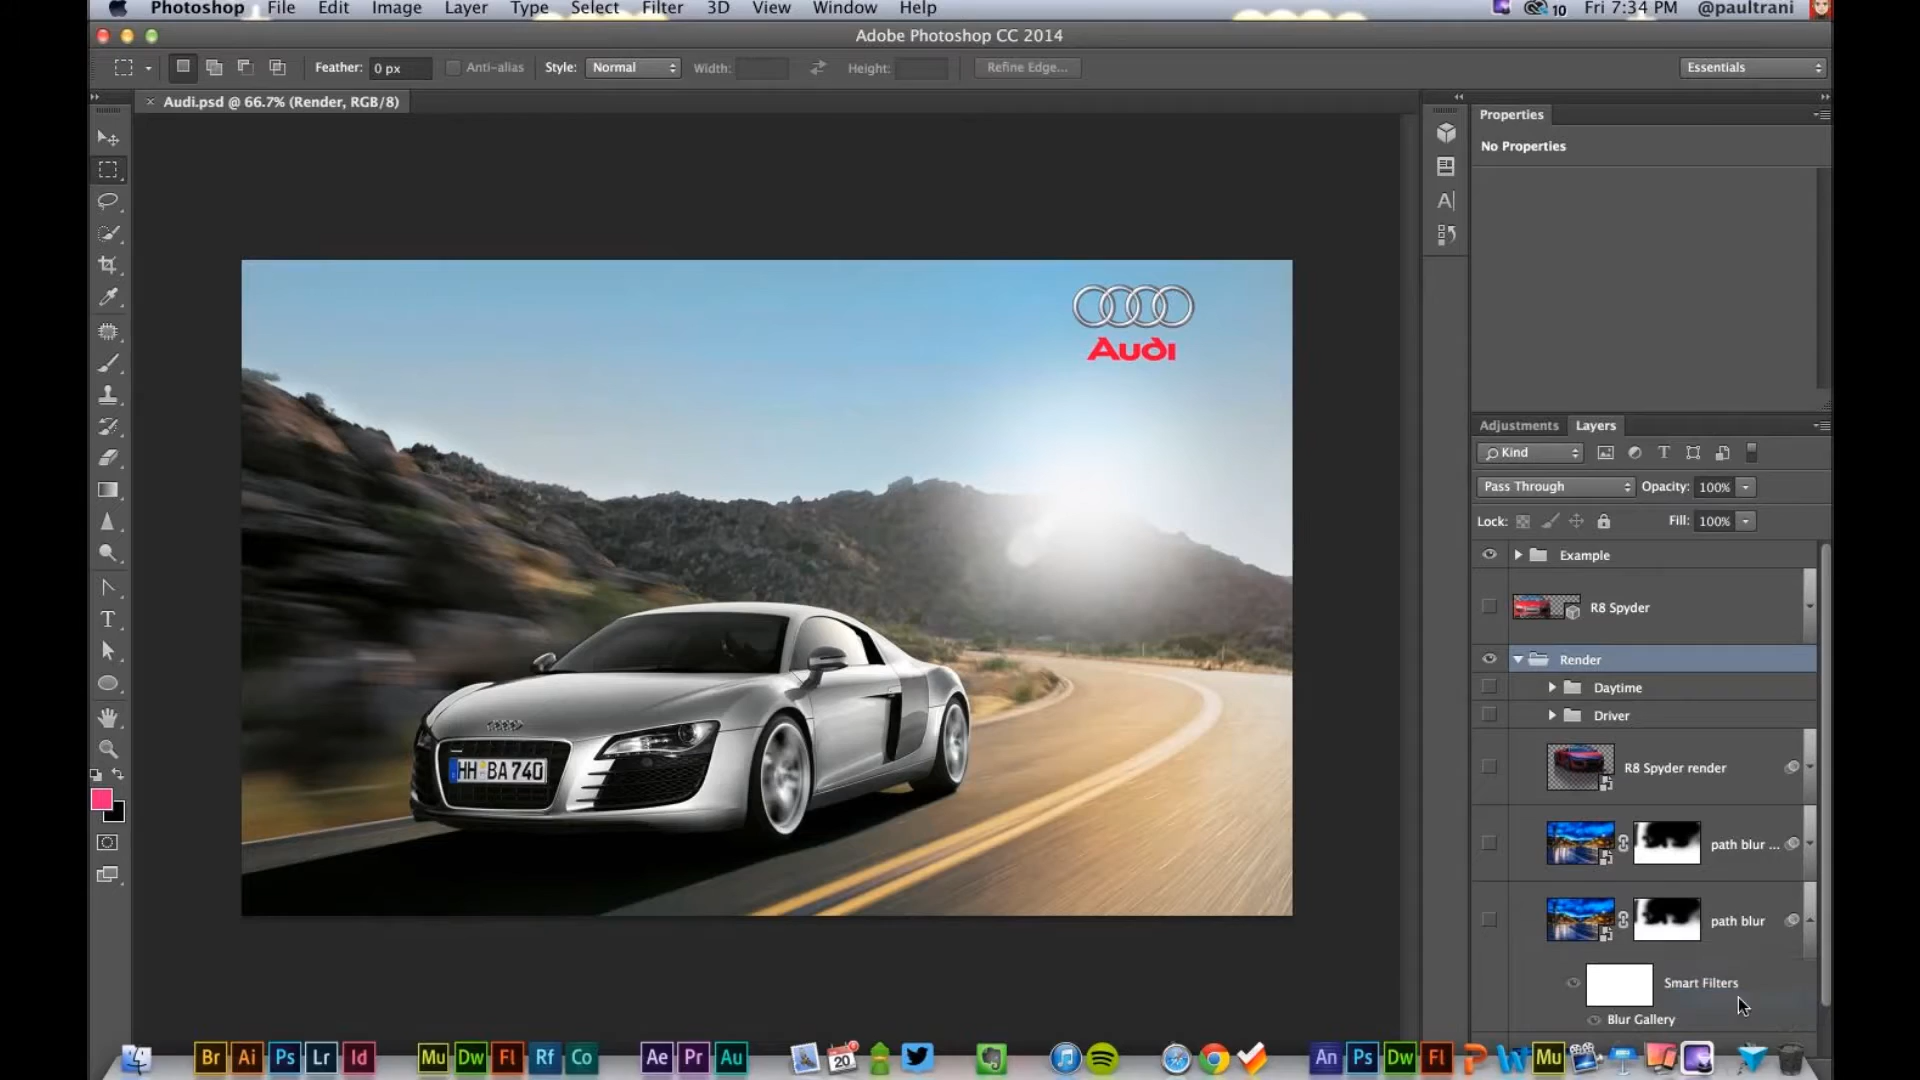 Photoshop File Edit Image Layer Type Select Filter 3D View Window Help 10 Fri 7:34 PM @paultrani
Adobe Photoshop CC 2014
Feather: 0 px Anti-alias Style: Normal Width: Height: Refine Edge... Essentials
× Audi.psd @ 66.7% (Render, RGB/8)
Properties
No Properties
Audi
HH BA 740
Adjustments Layers
Kind
Pass Through Opacity: 100%
Lock: Fill: 100%
Example
R8 Spyder
Render
Daytime
Driver
R8 Spyder render
path blur ...
path blur
Smart Filters
Blur Gallery
Br Ai Ps Lr Id Mu Dw Fl Rf Co Ae Pr Au 20 An Ps Dw Fl P W Mu